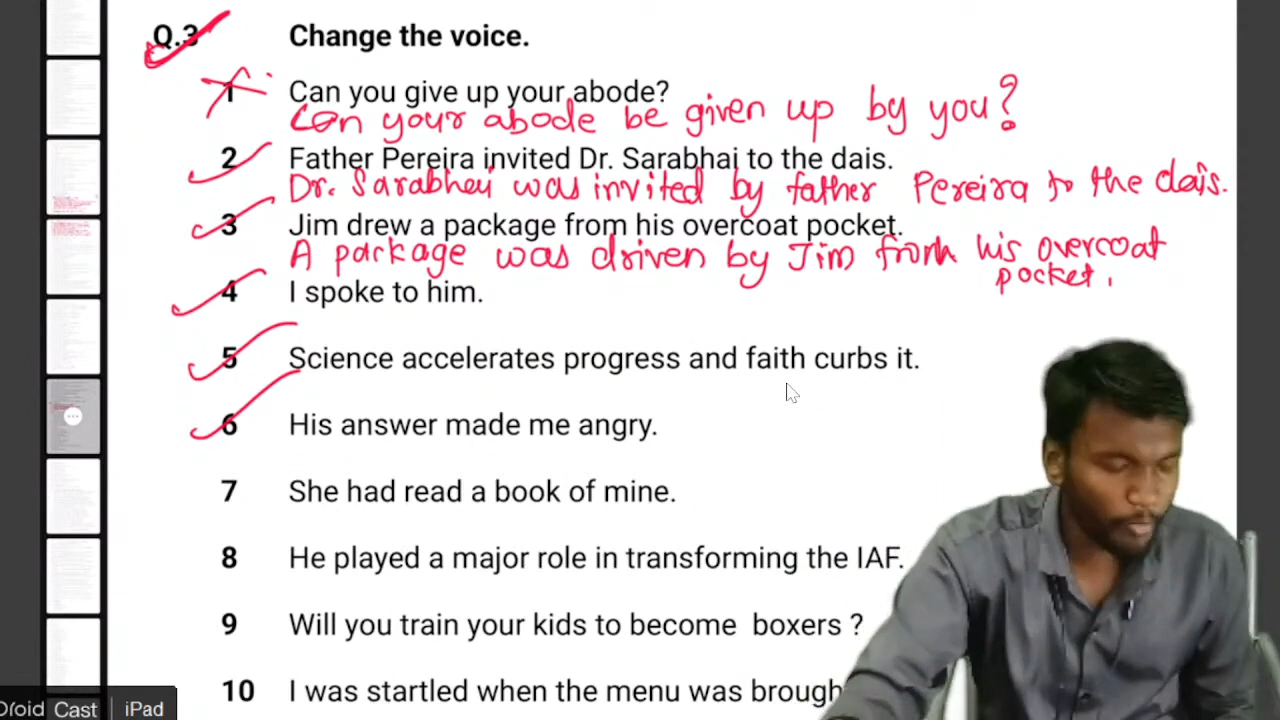 Q.3 Change the voice.
1 Can you give up your abode?
Can your abode be given up by you?
2 Father Pereira invited Dr. Sarabhai to the dais.
Dr. Sarabhai was invited by father Pereira to the dais.
3 Jim drew a package from his overcoat pocket.
A package was driven by Jim from his overcoat
pocket.
4 I spoke to him.
5 Science accelerates progress and faith curbs it.
6 His answer made me angry.
7 She had read a book of mine.
8 He played a major role in transforming the IAF.
9 Will you train your kids to become boxers ?
10 I was startled when the menu was brough
Droid Cast iPad